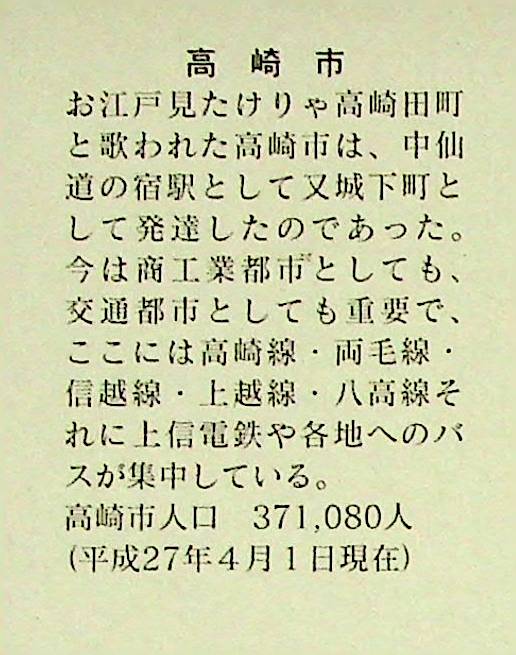 高崎市
お江戸見たけりゃ高崎田町
と歌われた高崎市は、中仙
道の宿駅として又城下町と
して発達したのであった。
今は商工業都市としても、
交通都市としても重要で、
ここには高崎線・両毛線・
信越線・上越線・八高線そ
れに上信電鉄や各地へのバ
スが集中している。
高崎市人口　371,080人
(平成27年４月１日現在)